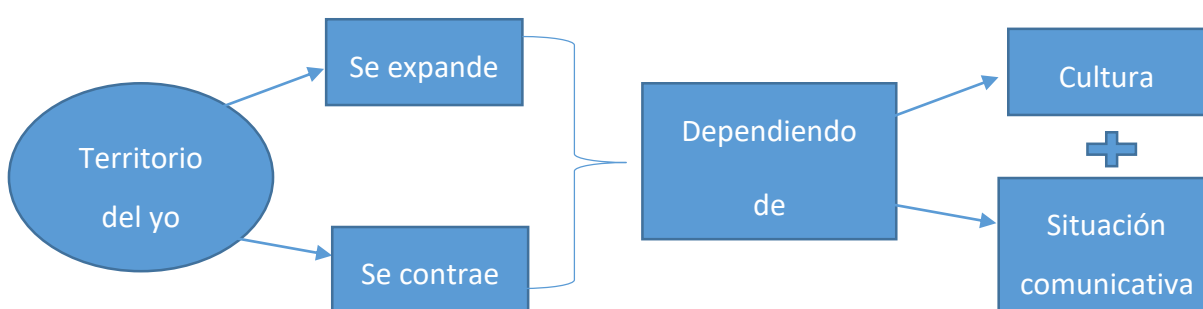 Territorio
del yo
Se expande
Se contrae
Dependiendo
de
Cultura
Situación
comunicativa